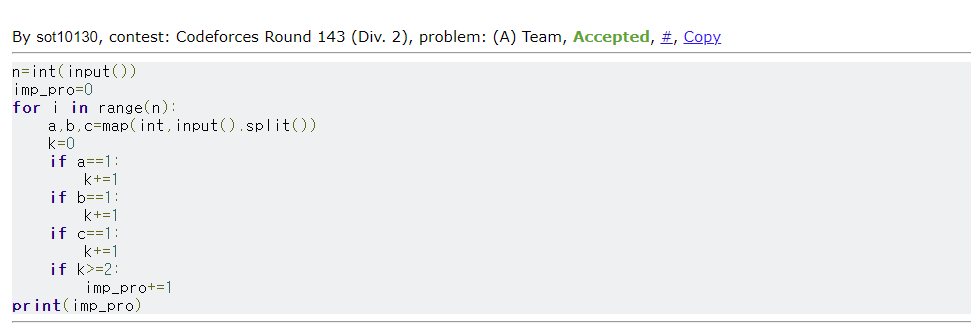 By sot10130, contest: Codeforces Round 143 (Div. 2), problem: (A) Team, Accepted, #, Copy
n=int(input())
imp_pro=0
for i in range(n):
    a,b,c=map(int,input().split())
    k=0
    if a==1:
        k+=1
    if b==1:
        k+=1
    if c==1:
        k+=1
    if k>=2:
        imp_pro+=1
print(imp_pro)